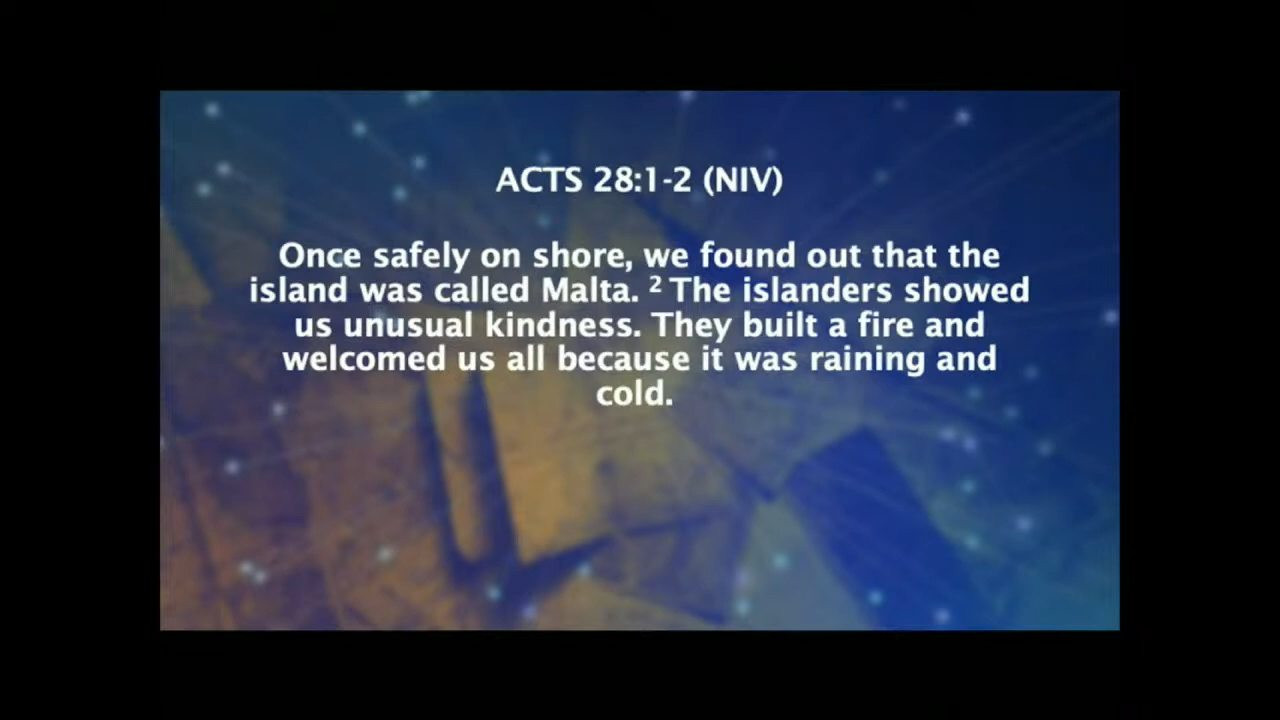 ACTS 28:1-2 (NIV)
Once safely on shore, we found out that the
island was called Malta. ² The islanders showed
us unusual kindness. They built a fire and
welcomed us all because it was raining and
cold.